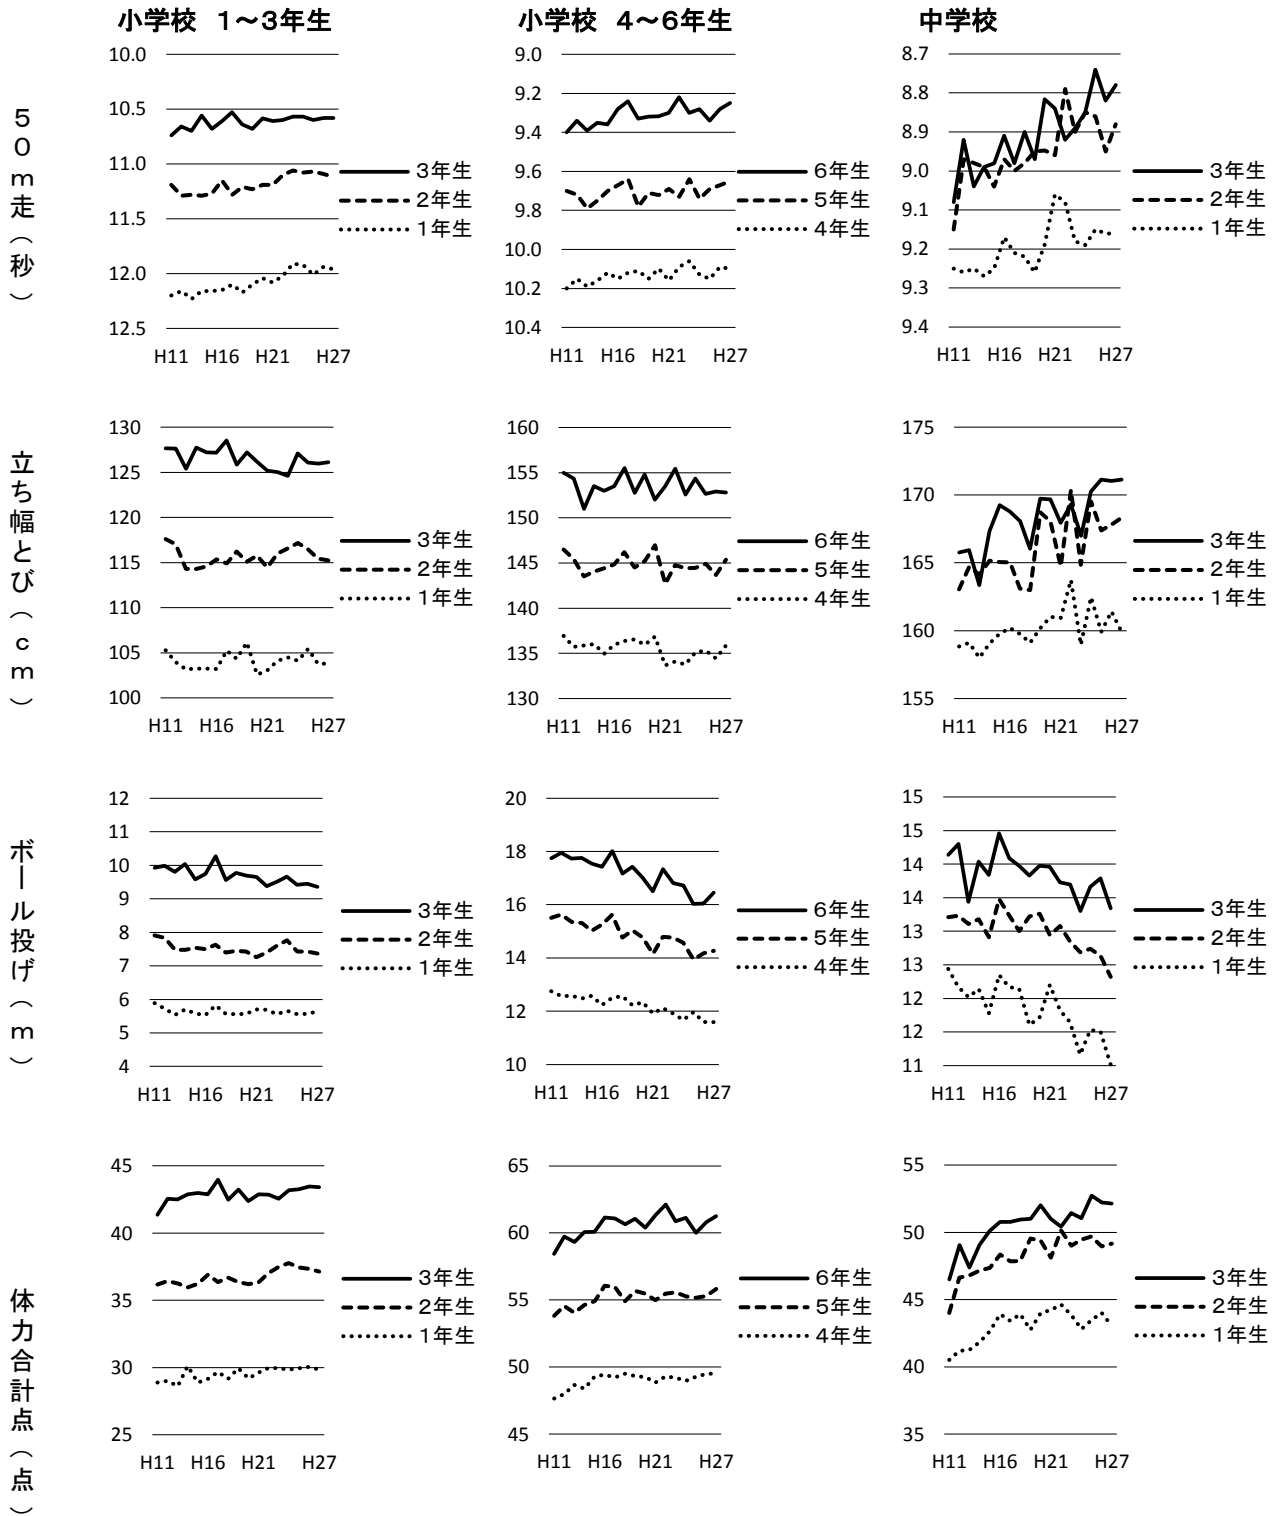 小学校 1～3年生
小学校 4～6年生
中学校
50m走（秒）
10.0
10.5
11.0
11.5
12.0
12.5
H11 H16 H21 H27
3年生
2年生
1年生
9.0
9.2
9.4
9.6
9.8
10.0
10.2
10.4
H11 H16 H21 H27
6年生
5年生
4年生
8.7
8.8
8.9
9.0
9.1
9.2
9.3
9.4
H11 H16 H21 H27
3年生
2年生
1年生
立ち幅とび（cm）
130
125
120
115
110
105
100
H11 H16 H21 H27
3年生
2年生
1年生
160
155
150
145
140
135
130
H11 H16 H21 H27
6年生
5年生
4年生
175
170
165
160
155
H11 H16 H21 H27
3年生
2年生
1年生
ボール投げ（m）
12
11
10
9
8
7
6
5
4
H11 H16 H21 H27
3年生
2年生
1年生
20
18
16
14
12
10
H11 H16 H21 H27
6年生
5年生
4年生
15
15
14
14
13
13
12
12
11
H11 H16 H21 H27
3年生
2年生
1年生
体力合計点（点）
45
40
35
30
25
H11 H16 H21 H27
3年生
2年生
1年生
65
60
55
50
45
H11 H16 H21 H27
6年生
5年生
4年生
55
50
45
40
35
H11 H16 H21 H27
3年生
2年生
1年生